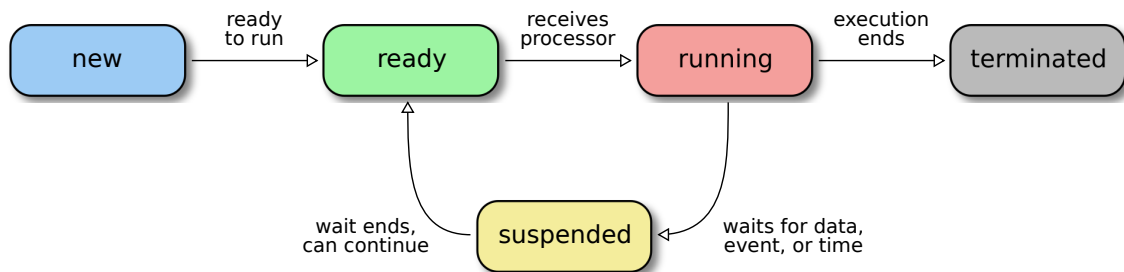 new
ready
to run
ready
receives
processor
running
execution
ends
terminated
wait ends,
can continue
suspended
waits for data,
event, or time